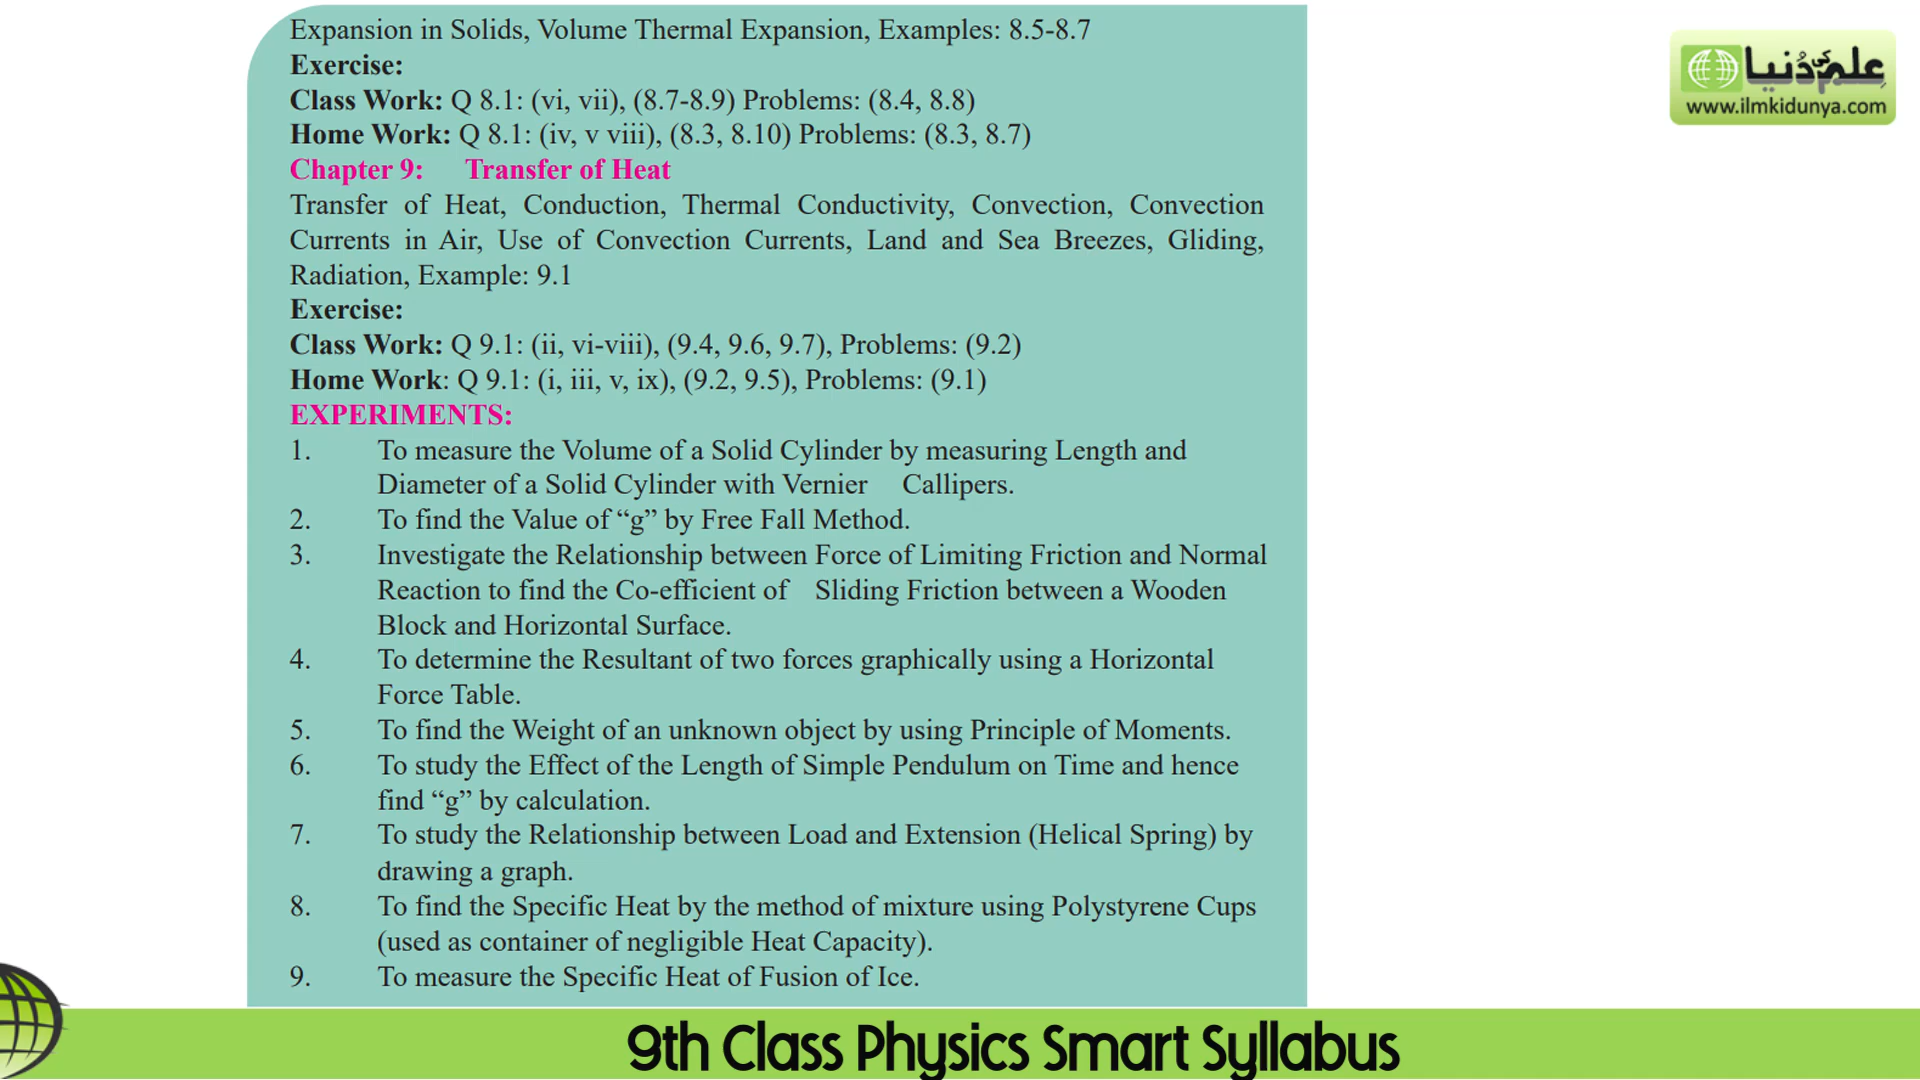 Expansion in Solids, Volume Thermal Expansion, Examples: 8.5-8.7
Exercise:
Class Work: Q 8.1: (vi, vii), (8.7-8.9) Problems: (8.4, 8.8)
Home Work: Q 8.1: (iv, v viii), (8.3, 8.10) Problems: (8.3, 8.7)
Chapter 9: Transfer of Heat
Transfer of Heat, Conduction, Thermal Conductivity, Convection, Convection
Currents in Air, Use of Convection Currents, Land and Sea Breezes, Gliding,
Radiation, Example: 9.1
Exercise:
Class Work: Q 9.1: (ii, vi-viii), (9.4, 9.6, 9.7), Problems: (9.2)
Home Work: Q 9.1: (i, iii, v, ix), (9.2, 9.5), Problems: (9.1)
EXPERIMENTS:
1. To measure the Volume of a Solid Cylinder by measuring Length and
Diameter of a Solid Cylinder with Vernier Callipers.
2. To find the Value of “g” by Free Fall Method.
3. Investigate the Relationship between Force of Limiting Friction and Normal
Reaction to find the Co-efficient of Sliding Friction between a Wooden
Block and Horizontal Surface.
4. To determine the Resultant of two forces graphically using a Horizontal
Force Table.
5. To find the Weight of an unknown object by using Principle of Moments.
6. To study the Effect of the Length of Simple Pendulum on Time and hence
find “g” by calculation.
7. To study the Relationship between Load and Extension (Helical Spring) by
drawing a graph.
8. To find the Specific Heat by the method of mixture using Polystyrene Cups
(used as container of negligible Heat Capacity).
9. To measure the Specific Heat of Fusion of Ice.
علم کی دُنیا
www.ilmkidunya.com
9th Class Physics Smart Syllabus